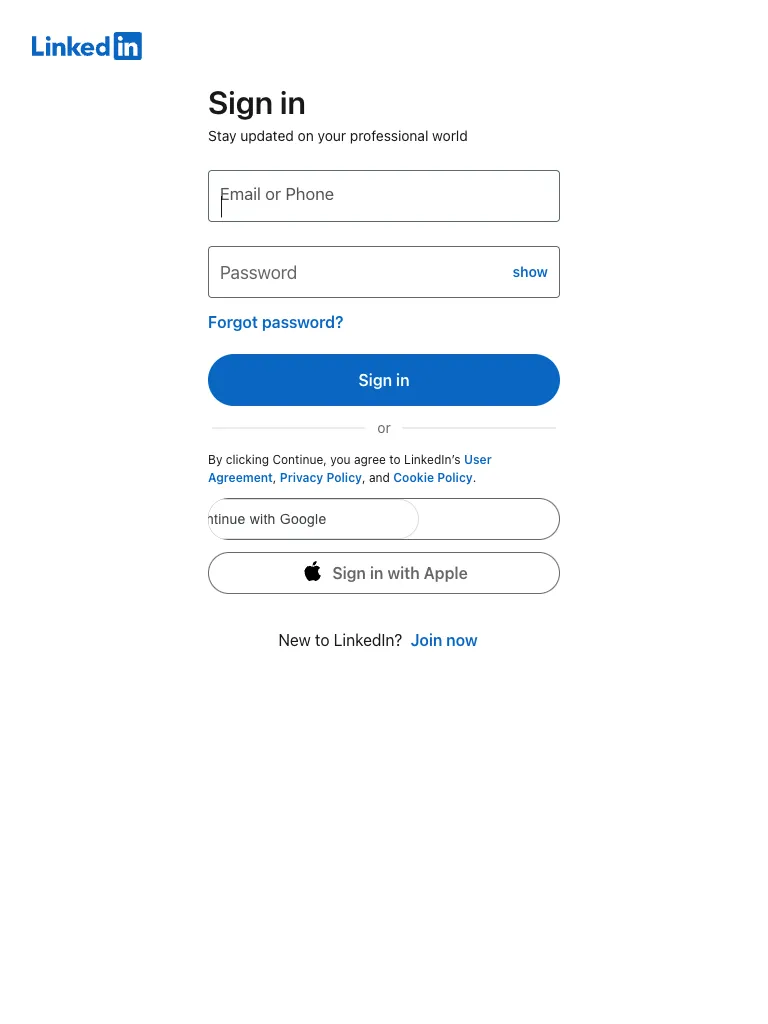 LinkedIn
Sign in
Stay updated on your professional world
Email or Phone
Password
show
Forgot password?
Sign in
or
By clicking Continue, you agree to LinkedIn’s User
Agreement, Privacy Policy, and Cookie Policy.
ntinue with Google
Sign in with Apple
New to LinkedIn? Join now